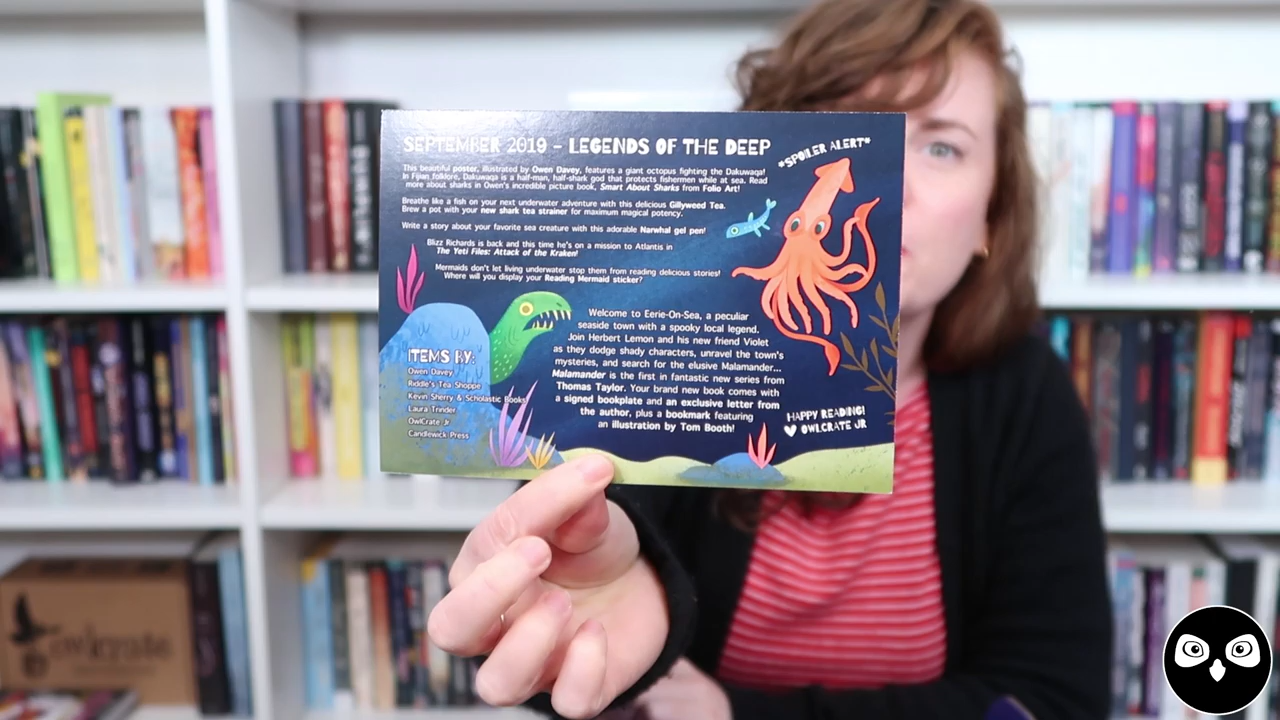 SEPTEMBER 2019 - LEGENDS OF THE DEEP
*SPOILER ALERT*
This beautiful poster, illustrated by Owen Davey, features a giant octopus fighting the Dakuwaqa!
In Fijian folklore, Dakuwaqa is a half-man, half-shark god that protects fishermen while at sea. Read
more about sharks in Owen's incredible picture book, Smart About Sharks from Folio Art!
Breathe like a fish on your next underwater adventure with this delicious Gillyweed Tea.
Brew a pot with your new shark tea strainer for maximum magical potency.
Write a story about your favorite sea creature with this adorable Narwhal gel pen!
Blizz Richards is back and this time he's on a mission to Atlantis in
The Yeti Files: Attack of the Kraken!
Mermaids don't let living underwater stop them from reading delicious stories!
Where will you display your Reading Mermaid sticker?
Welcome to Eerie-On-Sea, a peculiar
seaside town with a spooky local legend.
Join Herbert Lemon and his new friend Violet
as they dodge shady characters, unravel the town's
mysteries, and search for the elusive Malamander...
Malamander is the first in fantastic new series from
Thomas Taylor. Your brand new book comes with
a signed bookplate and an exclusive letter from
the author, plus a bookmark featuring
an illustration by Tom Booth!
ITEMS BY:
Owen Davey
Riddle's Tea Shoppe
Kevin Sherry & Scholastic Books
Laura Trinder
OwlCrate Jr
Candlewick Press
HAPPY READING!
OWLCRATE JR
owlcrate